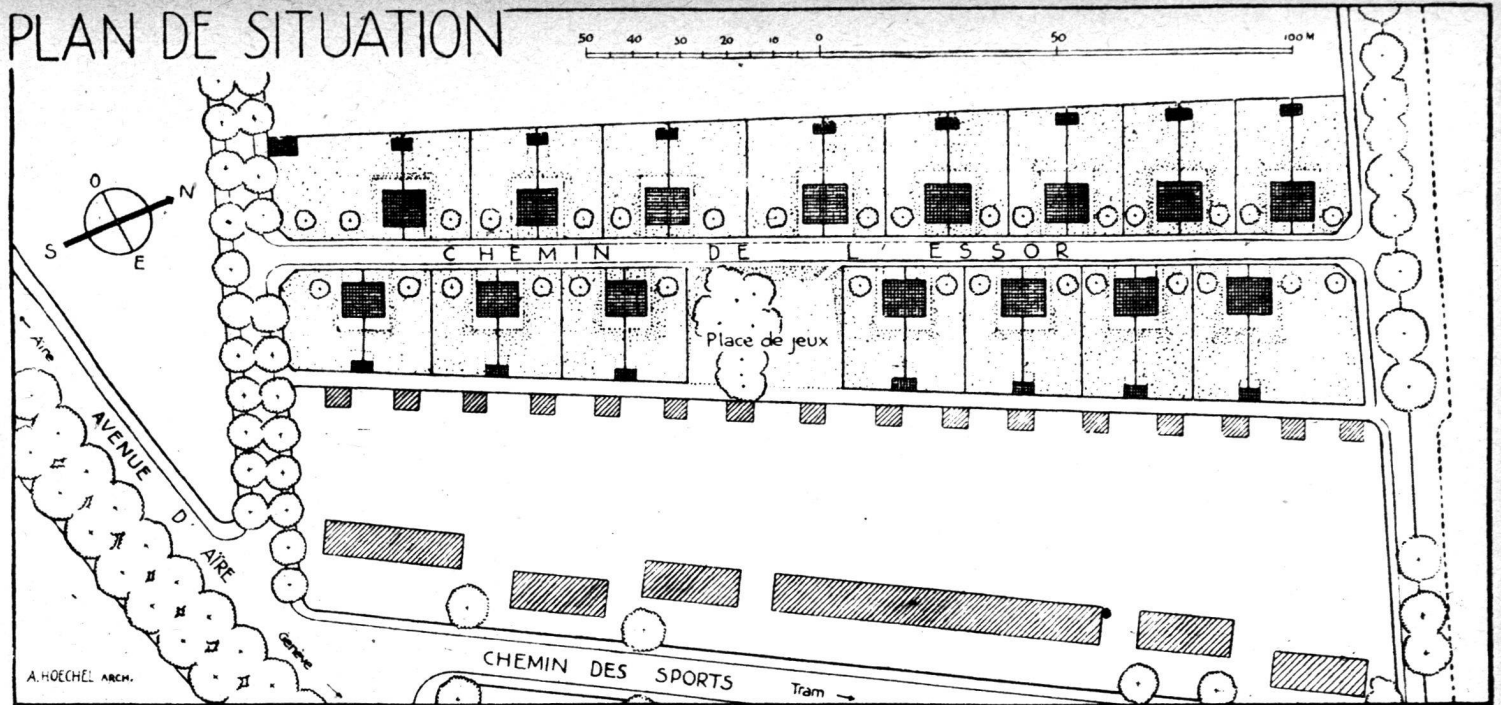 PLAN DE SITUATION
50 40 30 20 10 0 50 100 M
O
N
S
E
CHEMIN DE L'ESSOR
Place de jeux
← Aïre
AVENUE D'AÏRE
Genève →
CHEMIN DES SPORTS
Tram →
A. HOECHEL ARCH.